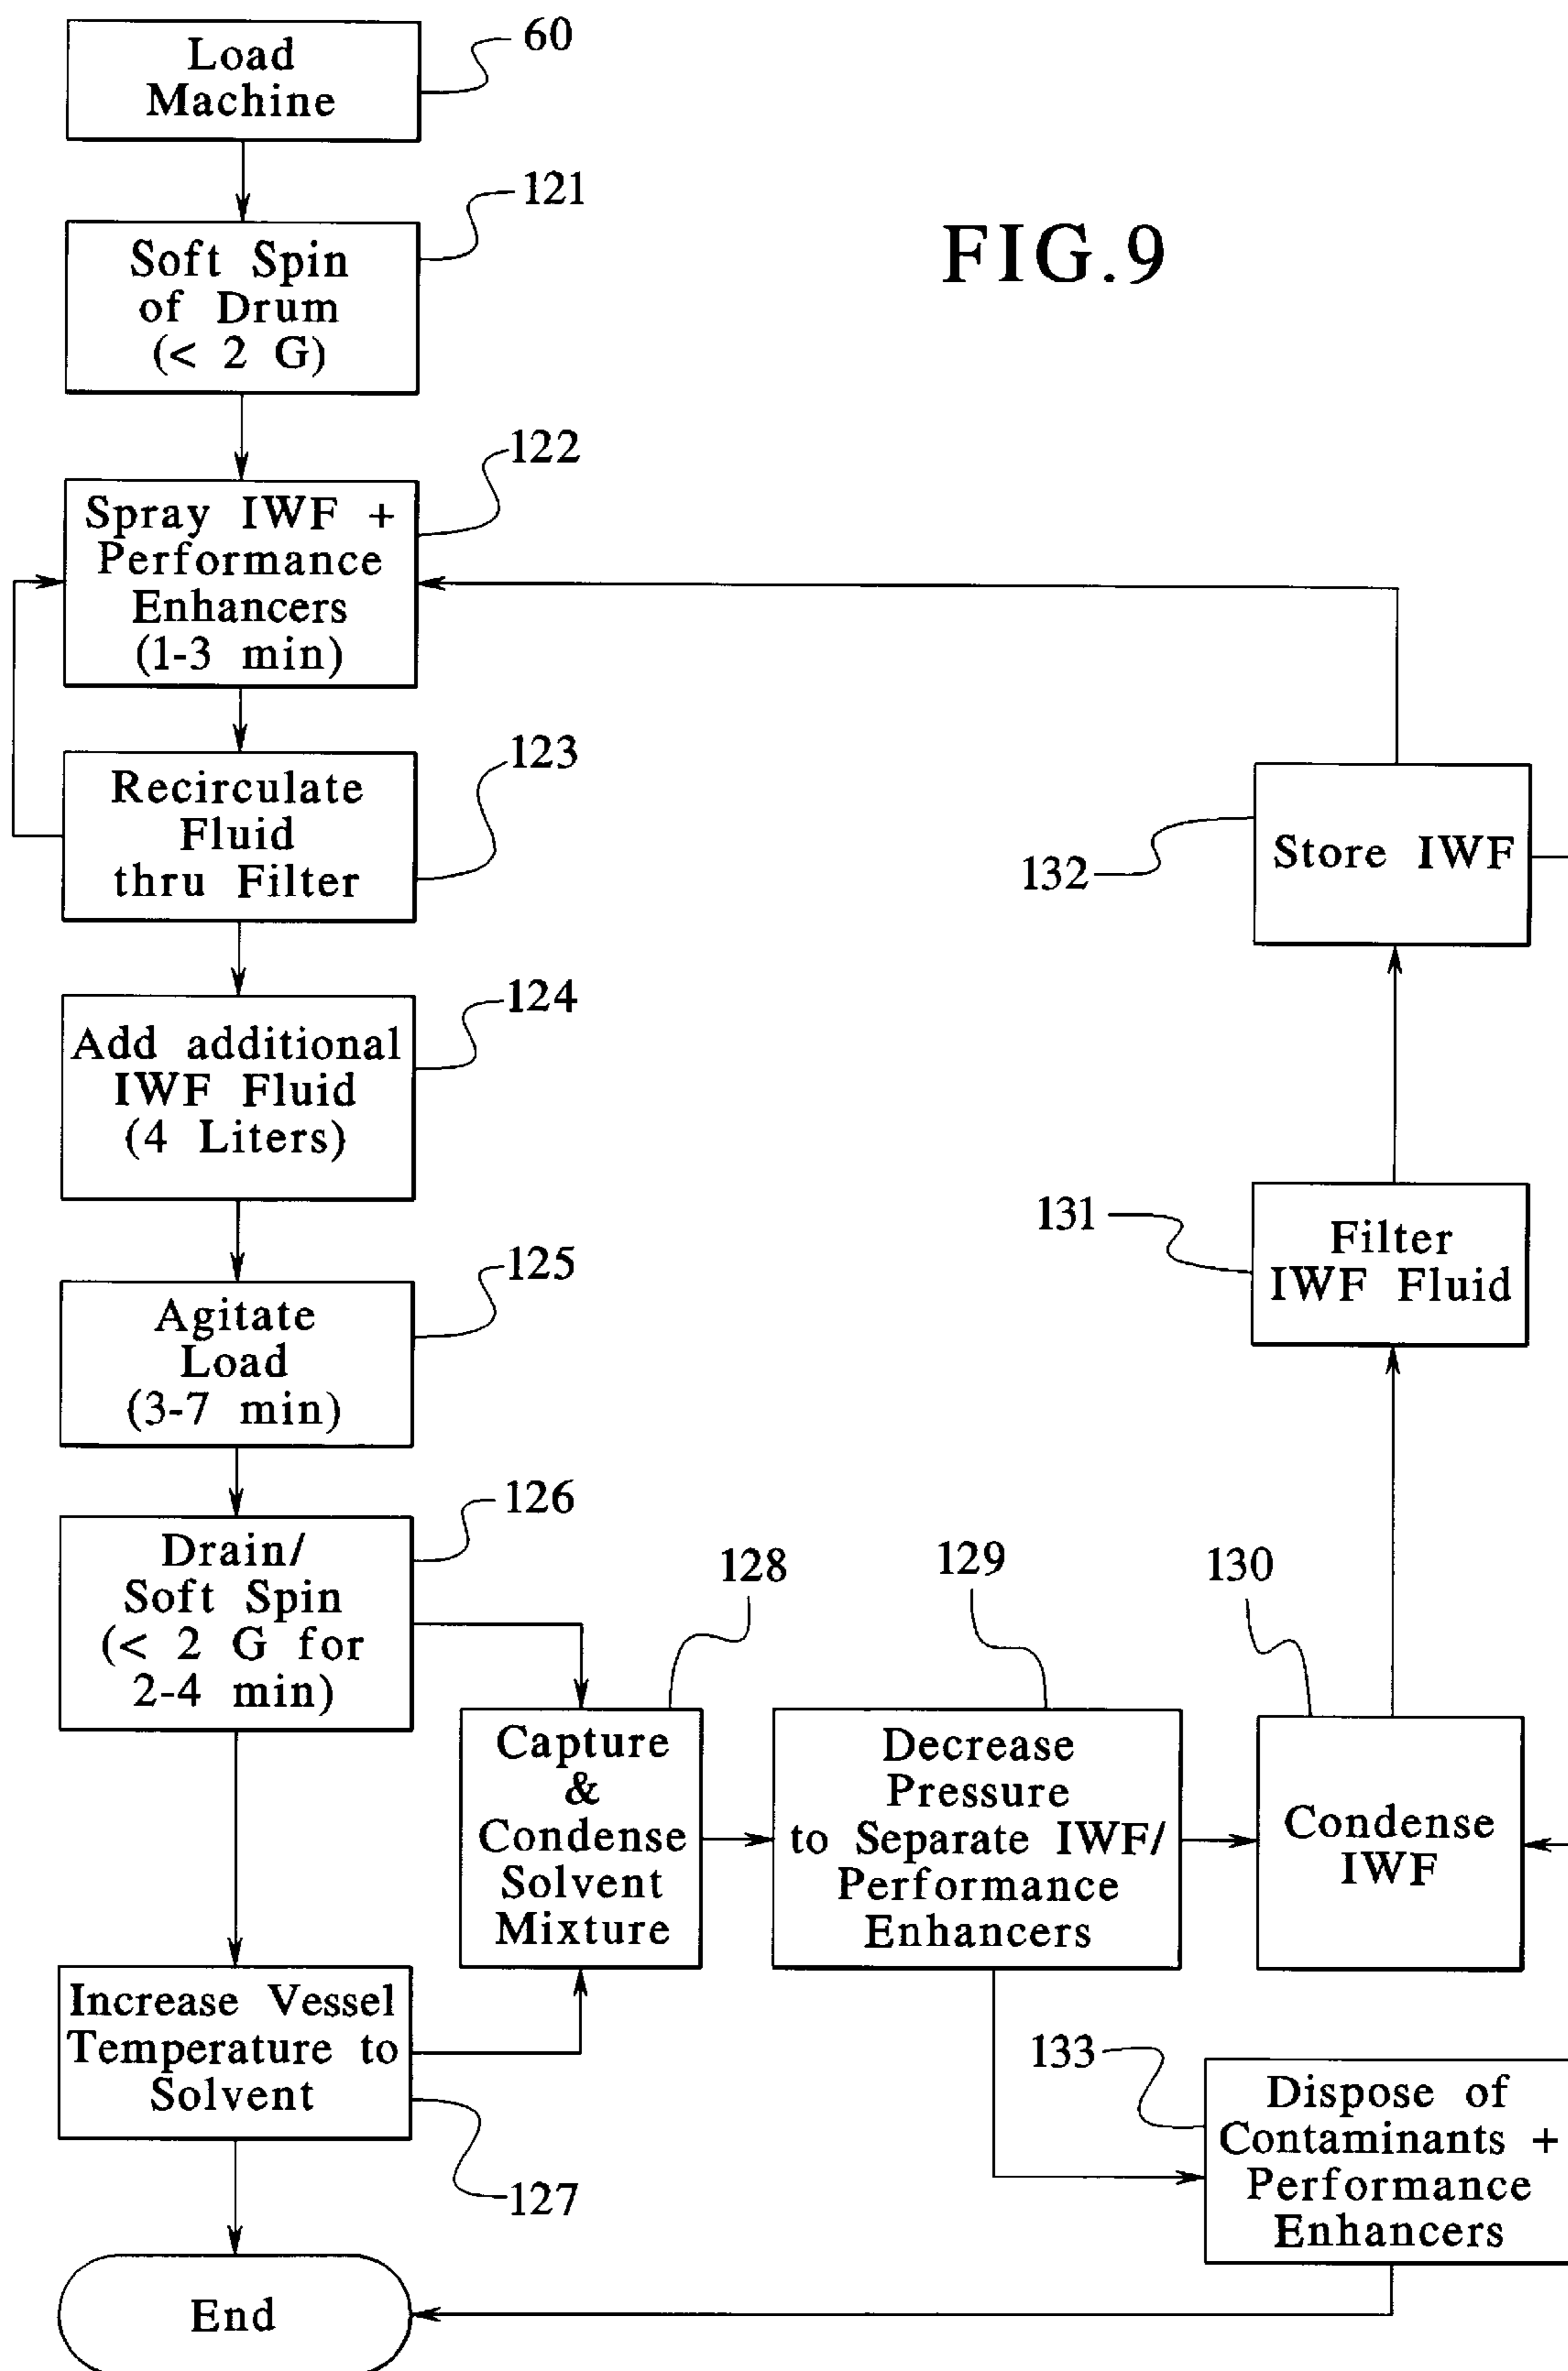 Load
Machine
60
Soft Spin
of Drum
(< 2 G)
121
FIG.9
Spray IWF +
Performance
Enhancers
(1-3 min)
122
Recirculate
Fluid
thru Filter
123
Add additional
IWF Fluid
(4 Liters)
124
Agitate
Load
(3-7 min)
125
Drain/
Soft Spin
(< 2 G for
2-4 min)
126
Increase Vessel
Temperature to
Solvent
127
End
Capture
&
Condense
Solvent
Mixture
128
Decrease
Pressure
to Separate IWF/
Performance
Enhancers
129
Condense
IWF
130
Filter
IWF Fluid
131
Store IWF
132
Dispose of
Contaminants +
Performance
Enhancers
133